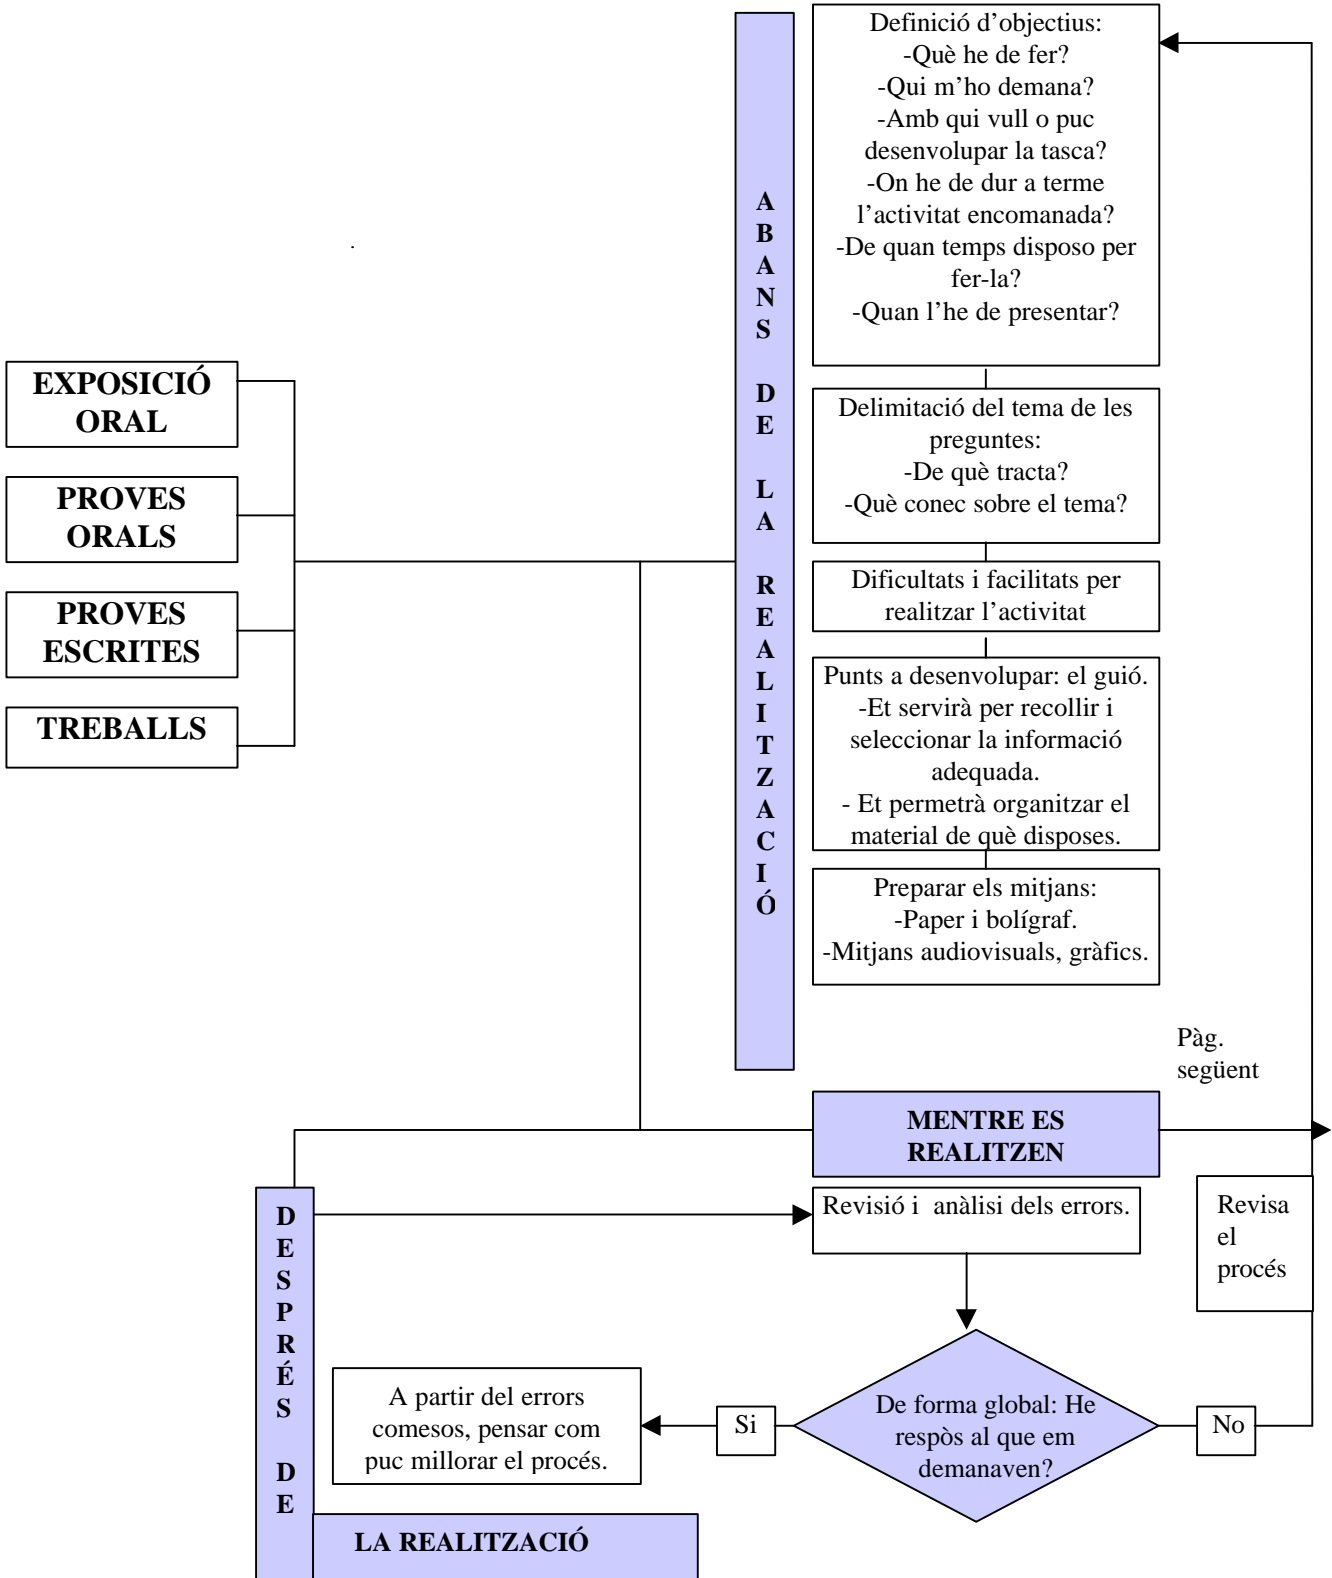 EXPOSICIÓ
ORAL
PROVES
ORALS
PROVES
ESCRITES
TREBALLS
ABANS DE LA REALITZACIÓ
Definició d’objectius:
-Què he de fer?
-Qui m’ho demana?
-Amb qui vull o puc
desenvolupar la tasca?
-On he de dur a terme
l’activitat encomanada?
-De quan temps disposo per
fer-la?
-Quan l’he de presentar?
Delimitació del tema de les
preguntes:
-De què tracta?
-Què conec sobre el tema?
Dificultats i facilitats per
realitzar l’activitat
Punts a desenvolupar: el guió.
-Et servirà per recollir i
seleccionar la informació
adequada.
- Et permetrà organitzar el
material de què disposes.
Preparar els mitjans:
-Paper i bolígraf.
-Mitjans audiovisuals, gràfics.
Pàg.
següent
MENTRE ES
REALITZEN
DESPRÉS DE
LA REALITZACIÓ
Revisió i  anàlisi dels errors.
Revisa
el
procés
De forma global: He
respòs al que em
demanaven?
Si
No
A partir del errors
comesos, pensar com
puc millorar el procés.